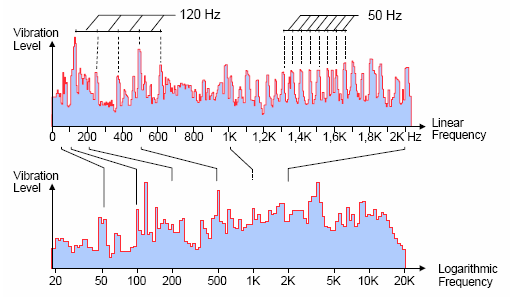 120 Hz 50 Hz
Vibration
Level
0 200 400 600 800 1K 1,2K 1,4K 1,6K 1,8K 2K Hz
Linear
Frequency
Vibration
Level
20 50 100 200 500 1K 2K 5K 10K 20K
Logarithmic
Frequency